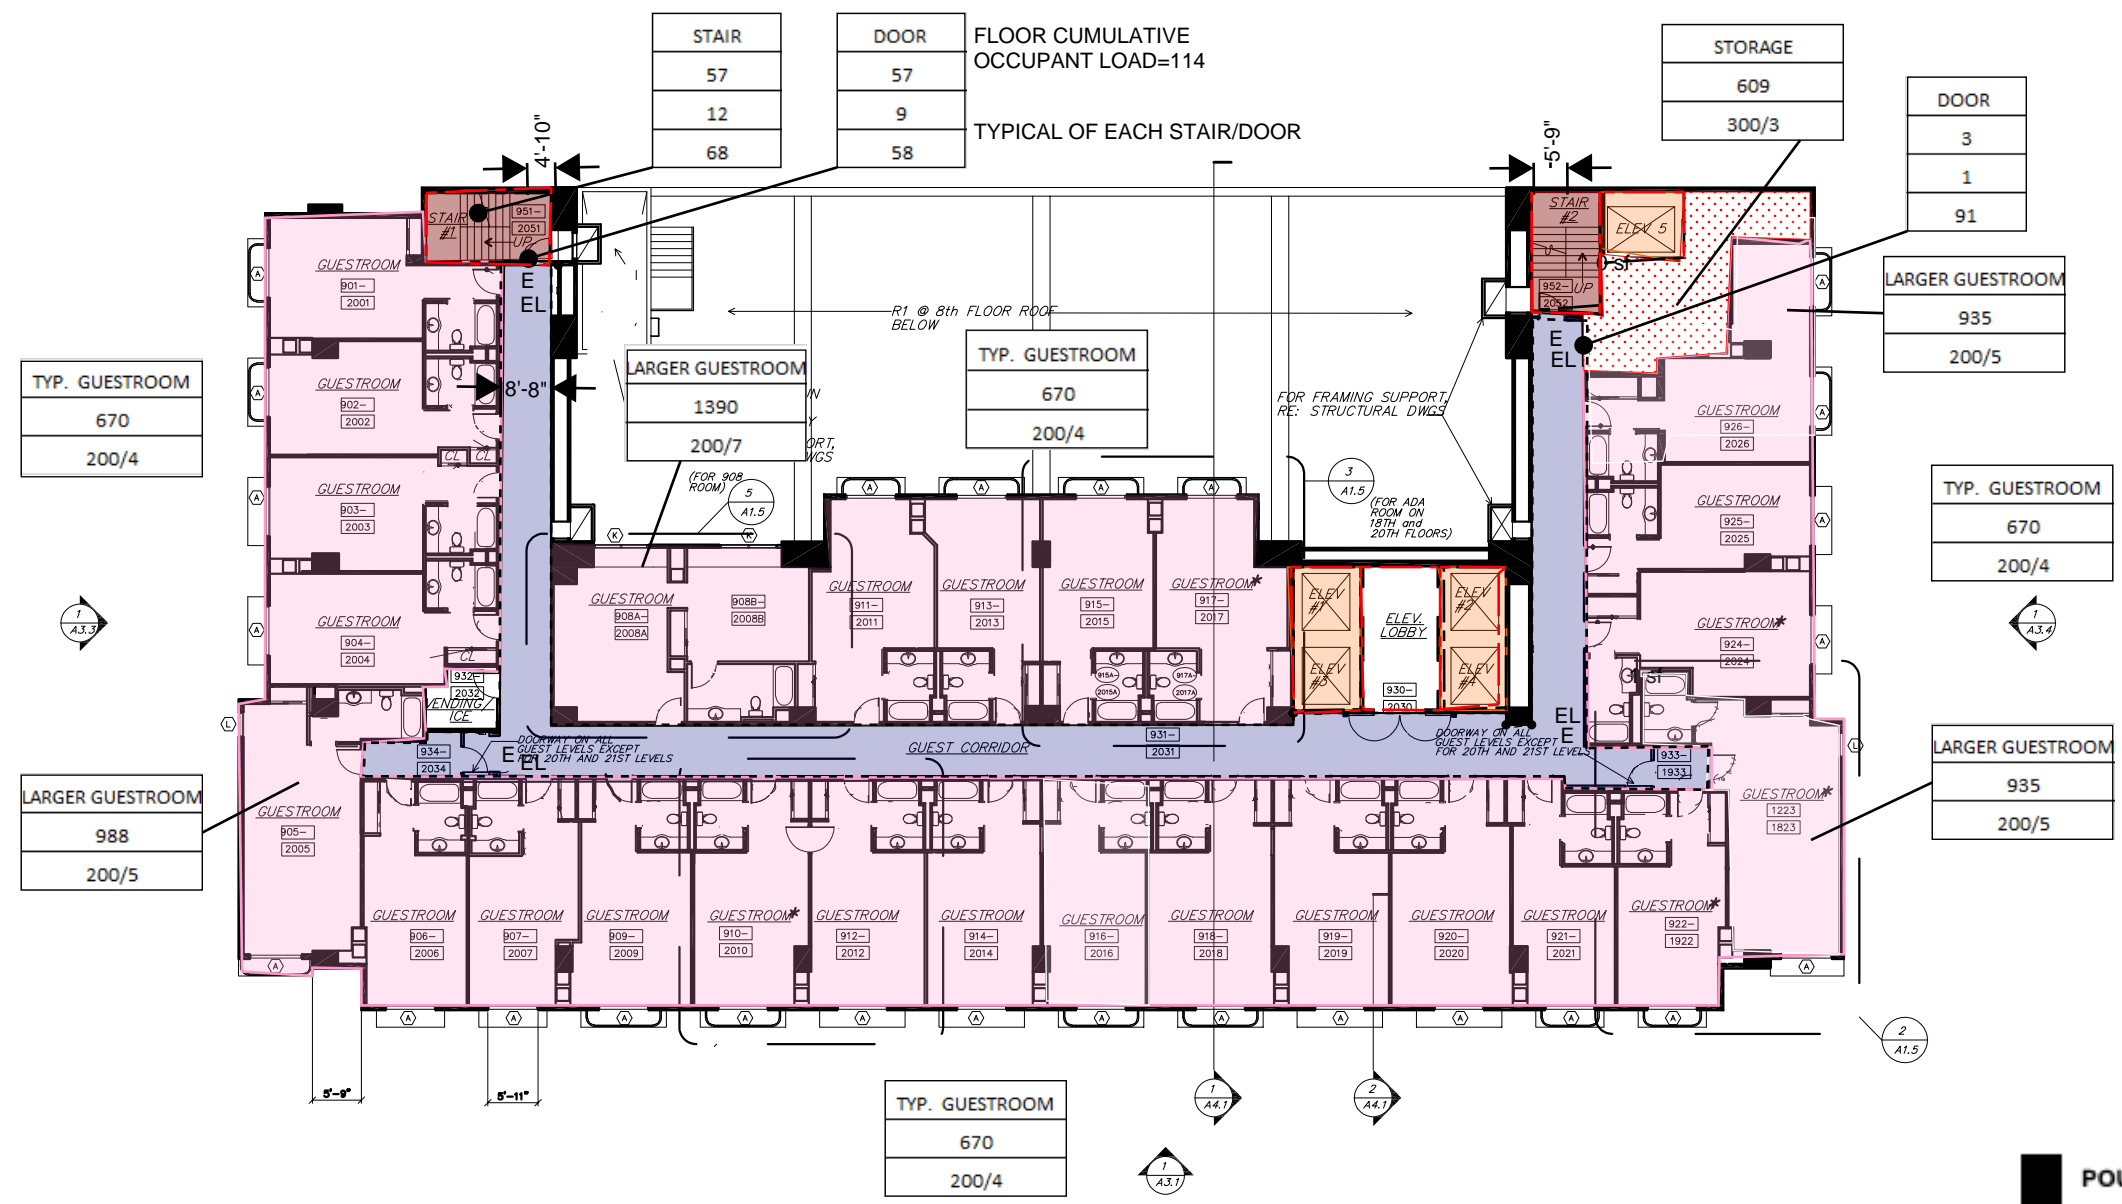 STAIR
57
12
68
DOOR
57
9
58
FLOOR CUMULATIVE
OCCUPANT LOAD=114
TYPICAL OF EACH STAIR/DOOR
STORAGE
609
300/3
DOOR
3
1
91
4'-10"
5'-9"
STAIR
#1
951-
2051
UP
E
EL
STAIR
#2
952-
2052
UP
ELEV 5
E
EL
R1 @ 8th FLOOR ROOF
BELOW
LARGER GUESTROOM
935
200/5
TYP. GUESTROOM
670
200/4
LARGER GUESTROOM
1390
200/7
TYP. GUESTROOM
670
200/4
8'-8"
FOR FRAMING SUPPORT,
RE: STRUCTURAL DWGS
(FOR 908
ROOM)
5
A1.5
3
A1.5
(FOR ADA
ROOM ON
18TH and
20TH FLOORS)
TYP. GUESTROOM
670
200/4
GUESTROOM
901-
2001
GUESTROOM
902-
2002
CL CL
GUESTROOM
903-
2003
GUESTROOM
904-
2004
CL
932-
2032
VENDING/
ICE
GUESTROOM
908A-
2008A
908B-
2008B
GUESTROOM
911-
2011
GUESTROOM
913-
2013
GUESTROOM
915-
2015
GUESTROOM*
917-
2017
915A-
2015A
917A-
2017A
ELEV
#1
ELEV
#3
ELEV.
LOBBY
930-
2030
ELEV
#2
ELEV
#4
GUESTROOM
926-
2026
GUESTROOM
925-
2025
GUESTROOM*
924-
2024
1
A3.3
1
A3.4
934-
2034
E
EL
DOORWAY ON ALL
GUEST LEVELS EXCEPT
FOR 20TH AND 21ST LEVELS
GUEST CORRIDOR
931-
2031
DOORWAY ON ALL
GUEST LEVELS EXCEPT
FOR 20TH AND 21ST LEVELS
EL
E
933-
1933
LARGER GUESTROOM
988
200/5
LARGER GUESTROOM
935
200/5
GUESTROOM
905-
2005
GUESTROOM*
1223
1823
GUESTROOM
906-
2006
GUESTROOM
907-
2007
GUESTROOM
909-
2009
GUESTROOM*
910-
2010
GUESTROOM
912-
2012
GUESTROOM
914-
2014
GUESTROOM
916-
2016
GUESTROOM
918-
2018
GUESTROOM
919-
2019
GUESTROOM
920-
2020
GUESTROOM
921-
2021
GUESTROOM*
922-
1922
A A A A A A A A A A A A
5'-9"
5'-11"
2
A1.5
1
A4.1
2
A4.1
TYP. GUESTROOM
670
200/4
1
A3.1